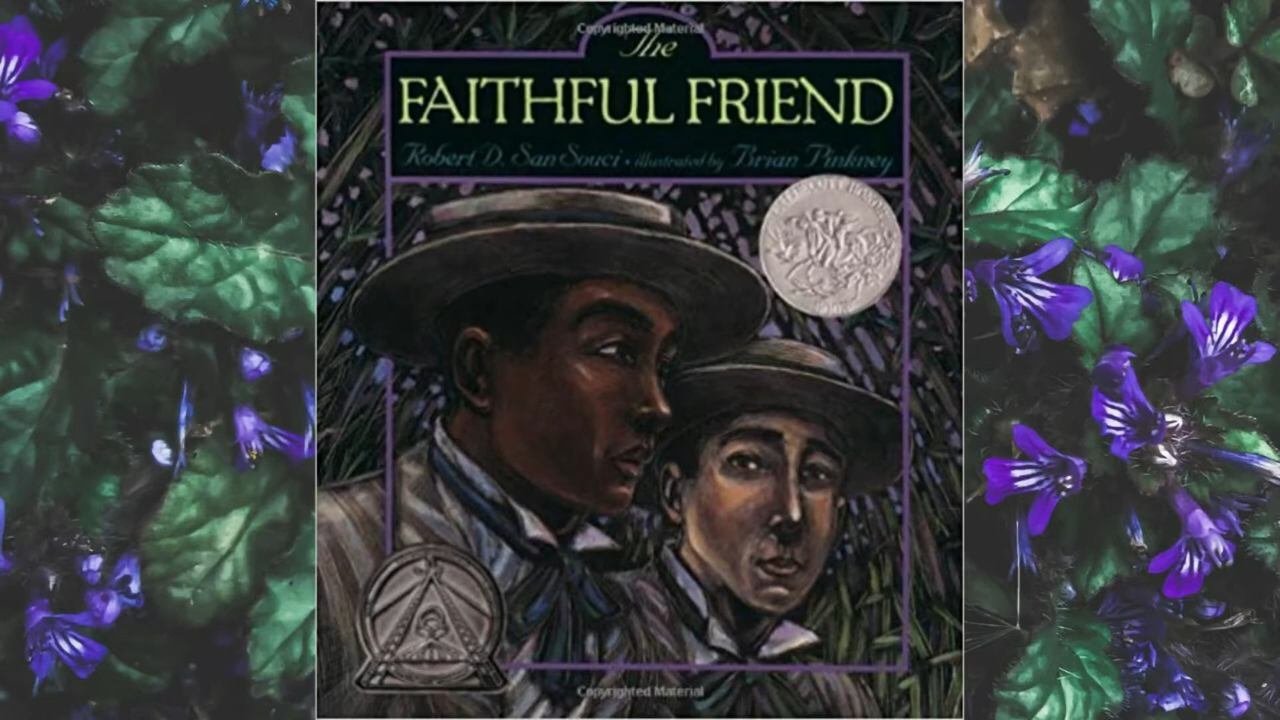 Copyrighted Material
The
FAITHFUL FRIEND
Robert D. San Souci • illustrated by Brian Pinkney
Copyrighted Material